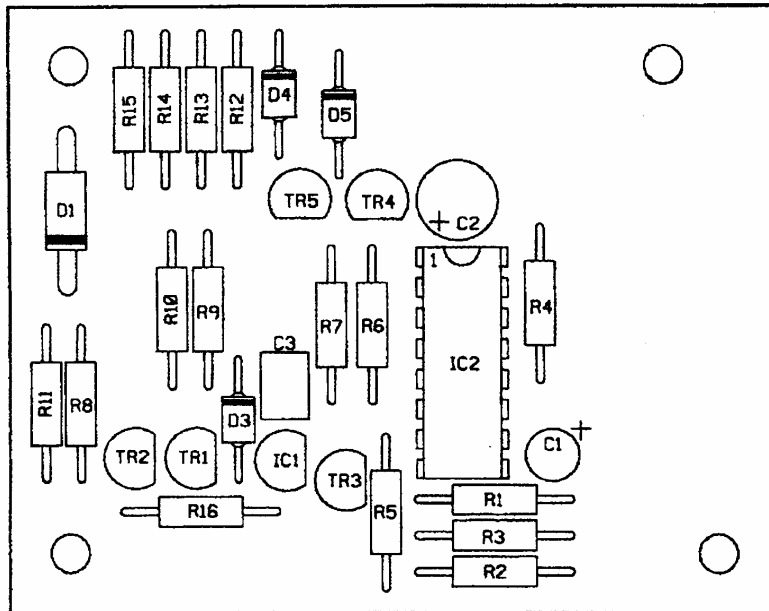 R15
R14
R13
R12
D4
D5
D1
TR5
TR4
+
C2
1
R10
R9
R7
R6
R4
C3
IC2
R11
R8
D3
C1
+
TR2
TR1
IC1
TR3
R5
R1
R16
R3
R2